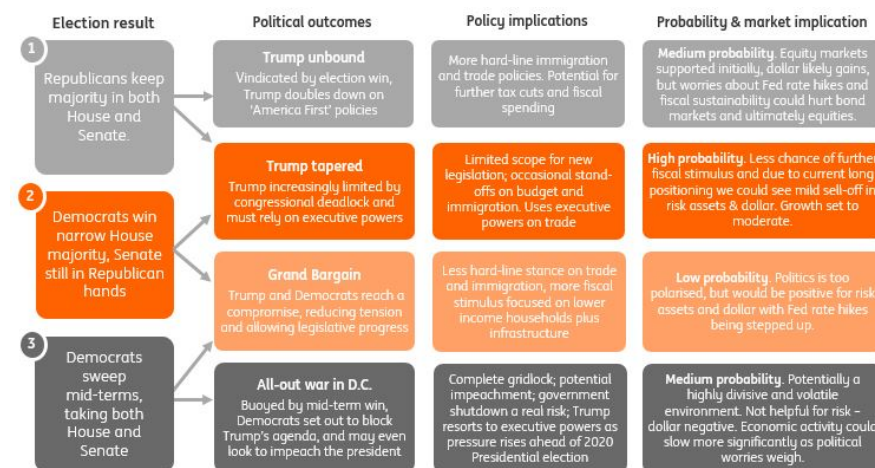 Election result
Political outcomes
Policy implications
Probability & market implication
1
Republicans keep
majority in both
House and
Senate.
Trump unbound
Vindicated by election win,
Trump doubles down on
'America First' policies
More hard-line immigration
and trade policies. Potential for
further tax cuts and fiscal
spending
Medium probability. Equity markets
supported initially, dollar likely gains,
but worries about Fed rate hikes and
fiscal sustainability could hurt bond
markets and ultimately equities.
2
Democrats win
narrow House
majority, Senate
still in Republican
hands
Trump tapered
Trump increasingly limited by
congressional deadlock and
must rely on executive powers
Limited scope for new
legislation; occasional stand-
offs on budget and
immigration. Uses executive
powers on trade
High probability. Less chance of further
fiscal stimulus and due to current long
positioning we could see mild sell-off in
risk assets & dollar. Growth set to
moderate.
Grand Bargain
Trump and Democrats reach a
compromise, reducing tension
and allowing legislative progress
Less hard-line stance on trade
and immigration, more fiscal
stimulus focused on lower
income households plus
infrastructure
Low probability. Politics is too
polarised, but would be positive for risk
assets and dollar with Fed rate hikes
being stepped up.
3
Democrats
sweep
mid-terms,
taking both
House and
Senate
All-out war in D.C.
Buoyed by mid-term win,
Democrats set out to block
Trump's agenda, and may even
look to impeach the president
Complete gridlock; potential
impeachment; government
shutdown a real risk; Trump
resorts to executive powers as
pressure rises ahead of 2020
Presidential election
Medium probability. Potentially a
highly divisive and volatile
environment. Not helpful for risk –
dollar negative. Economic activity could
slow more significantly as political
worries weigh.